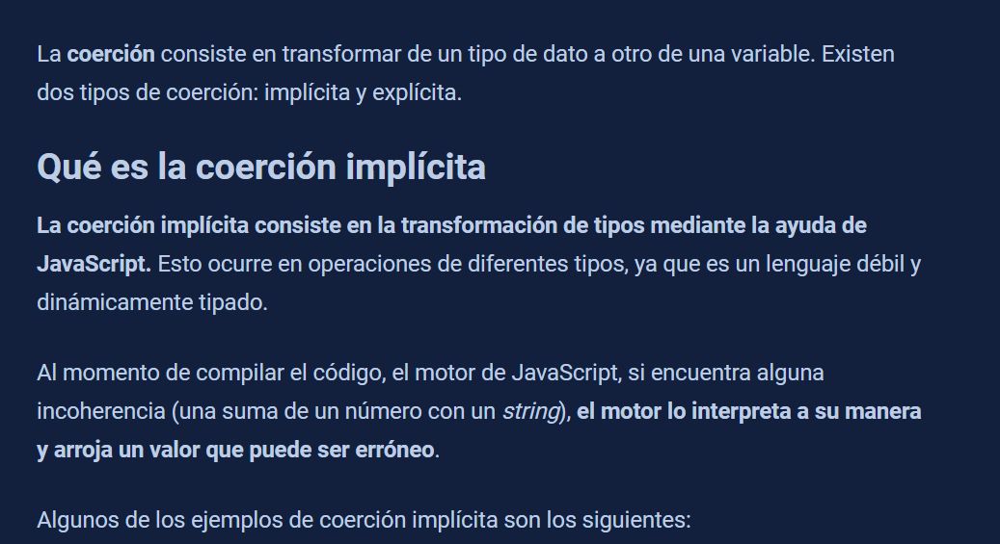 La coerción consiste en transformar de un tipo de dato a otro de una variable. Existen
dos tipos de coerción: implícita y explícita.
Qué es la coerción implícita
La coerción implícita consiste en la transformación de tipos mediante la ayuda de
JavaScript. Esto ocurre en operaciones de diferentes tipos, ya que es un lenguaje débil y
dinámicamente tipado.
Al momento de compilar el código, el motor de JavaScript, si encuentra alguna
incoherencia (una suma de un número con un string), el motor lo interpreta a su manera
y arroja un valor que puede ser erróneo.
Algunos de los ejemplos de coerción implícita son los siguientes: